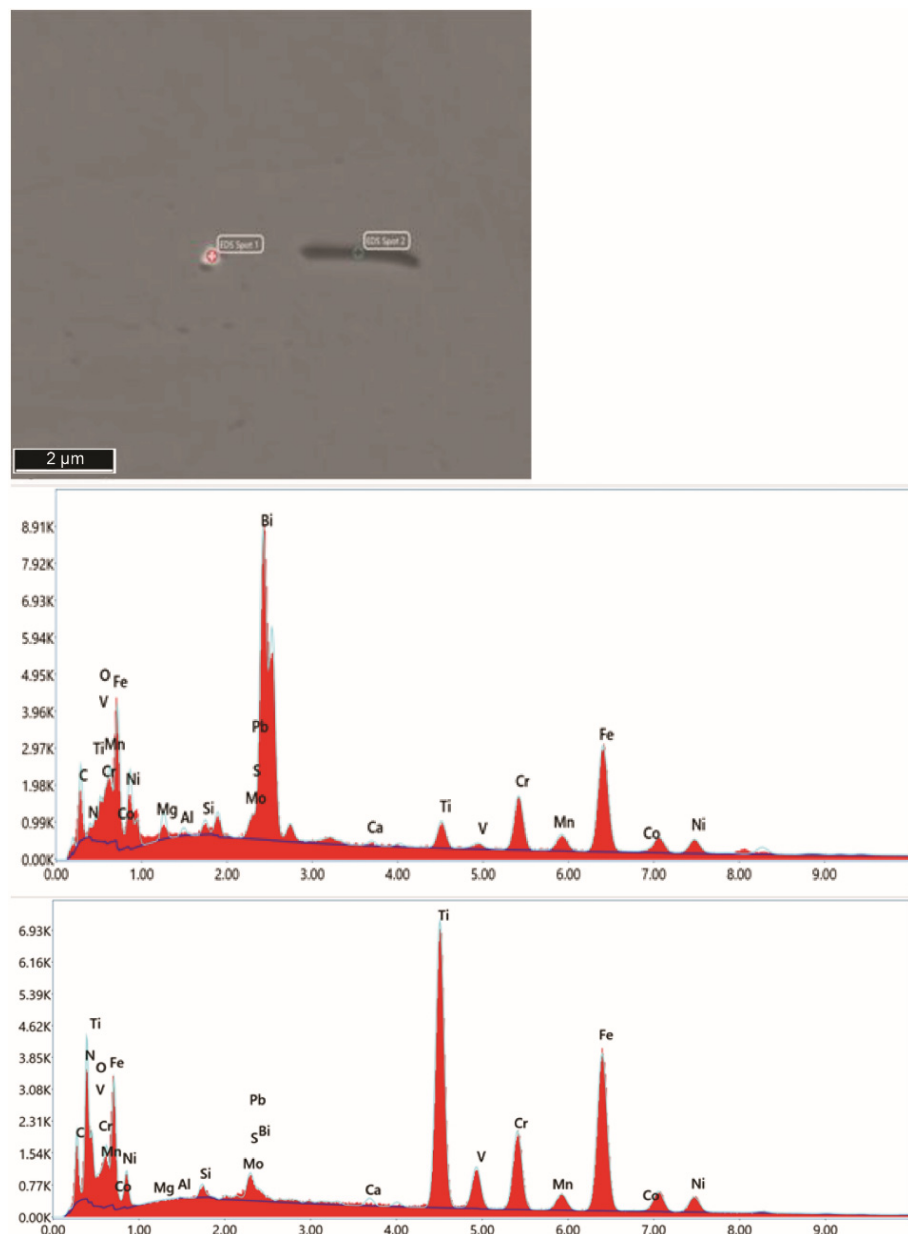 EDS Spot 1
EDS Spot 2
2 µm
8.91K
7.92K
6.93K
5.94K
4.95K
3.96K
2.97K
1.98K
0.99K
0.00K
Bi
O
Fe
V
Pb
Ti Mn
S
C Cr Ni
Mo
N Co Mg Al Si
Ca
Ti
V
Cr
Mn
Fe
Co
Ni
0.00 1.00 2.00 3.00 4.00 5.00 6.00 7.00 8.00 9.00
6.93K
6.16K
5.39K
4.62K
3.85K
3.08K
2.31K
1.54K
0.77K
0.00K
Ti
Ti
N O Fe
V
Pb
C Cr
S Bi
Mn Ni
Mo
Co Mg Al Si
Ca
V
Cr
Mn
Fe
Co
Ni
0.00 1.00 2.00 3.00 4.00 5.00 6.00 7.00 8.00 9.00